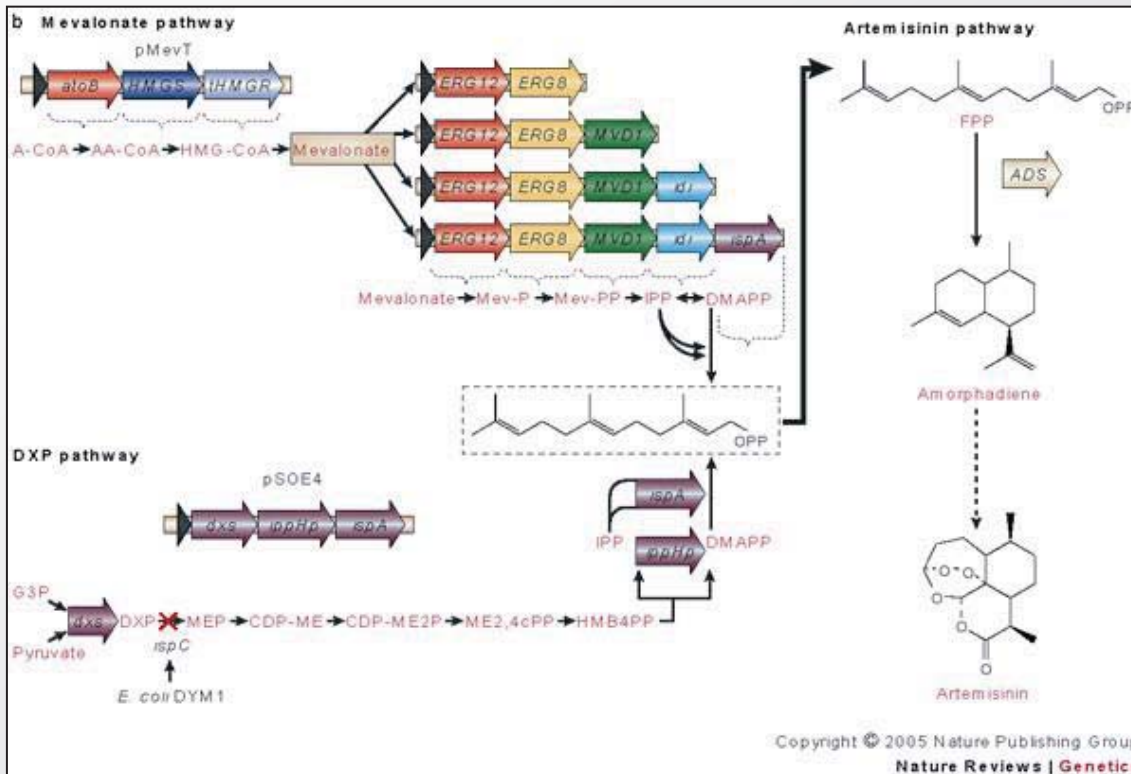 b Mevalonate pathway
pMevT
atoB HMGS tHMGR
A-CoA AA-CoA HMG-CoA Mevalonate
ERG12 ERG8
ERG12 ERG8 MVD1
ERG12 ERG8 MVD1 idi
ERG12 ERG8 MVD1 idi ispA
Mevalonate Mev-P Mev-PP IPP DMAPP
OPP
Artemisinin pathway
OPP
FPP
ADS
Amorphadiene
Artemisinin
O O
O
O
O
DXP pathway
pSOE4
dxs ippHp ispA
ispA
IPP DMAPP
ippHp
G3P
dxs DXP MEP CDP-ME CDP-ME2P ME2,4cPP HMB4PP
Pyruvate
ispC
E. coli DYM1
Copyright © 2005 Nature Publishing Group
Nature Reviews | Genetic